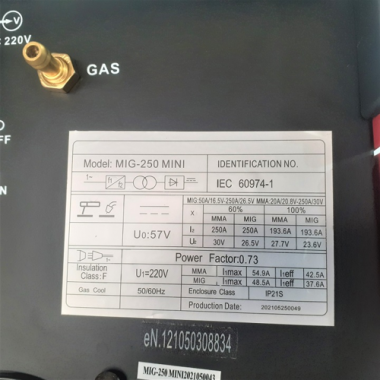 220V
GAS
FF
N
Model: MIG-250 MINI
IDENTIFICATION NO.
IEC 60974-1
MIG:50A/16.5V-250A/26.5V MMA:20A/20.8V-250A/30V
X 60% 100%
MMA MIG MMA MIG
I₂ 250A 250A 193.6A 193.6A
U₀:57V
U₂ 30V 26.5V 27.7V 23.6V
Power Factor:0.73
Insulation Class:F
U₁=220V
MMA I₁max 54.9A I₁eff 42.5A
MIG I₁max 48.5A I₁eff 37.6A
Gas Cool
50/60Hz
Enclosure Class IP21S
Production Date: 202105250049
eN.121050308834
MIG-250 MINI2021050043